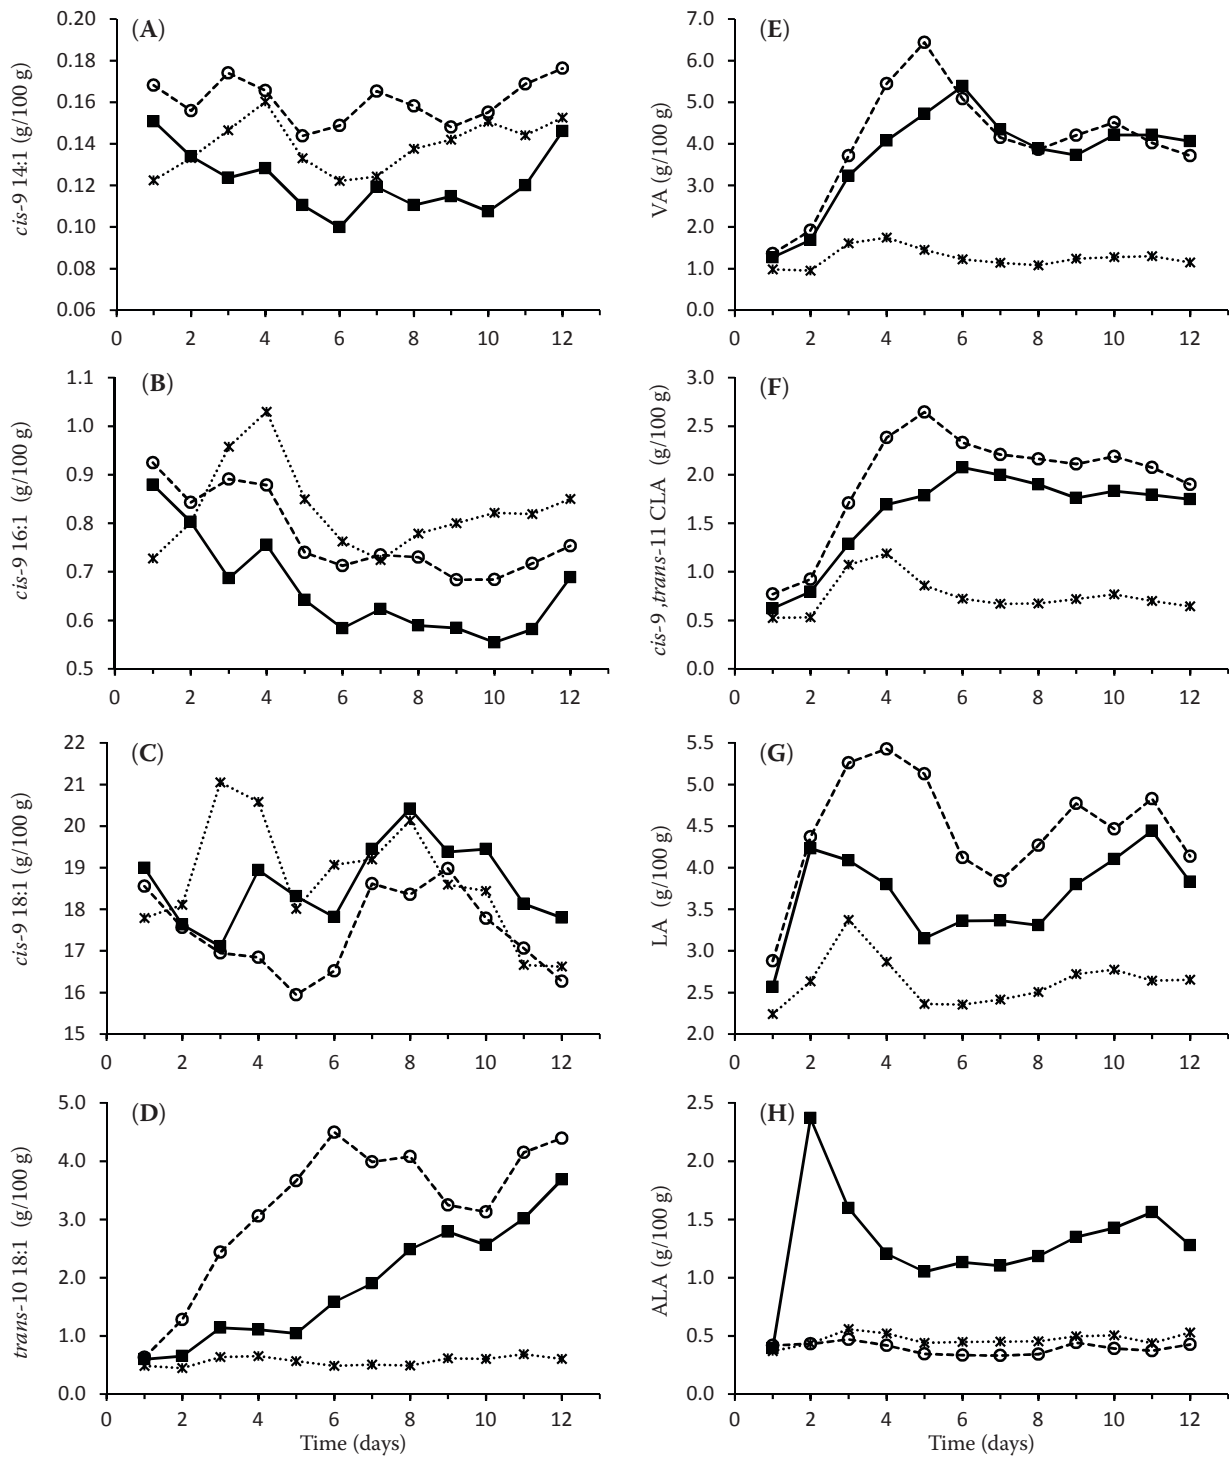 (A)
cis-9 14:1 (g/100 g)
0.20
0.18
0.16
0.14
0.12
0.10
0.08
0.06
0 2 4 6 8 10 12
(E)
VA (g/100 g)
7.0
6.0
5.0
4.0
3.0
2.0
1.0
0.0
0 2 4 6 8 10 12
(B)
cis-9 16:1 (g/100 g)
1.1
1.0
0.9
0.8
0.7
0.6
0.5
0 2 4 6 8 10 12
(F)
cis-9 ,trans-11 CLA (g/100 g)
3.0
2.5
2.0
1.5
1.0
0.5
0.0
0 2 4 6 8 10 12
(C)
cis-9 18:1 (g/100 g)
22
21
20
19
18
17
16
15
0 2 4 6 8 10 12
(G)
LA (g/100 g)
5.5
5.0
4.5
4.0
3.5
3.0
2.5
2.0
0 2 4 6 8 10 12
(D)
trans-10 18:1 (g/100 g)
5.0
4.0
3.0
2.0
1.0
0.0
0 2 4 6 8 10 12
Time (days)
(H)
ALA (g/100 g)
2.5
2.0
1.5
1.0
0.5
0.0
0 2 4 6 8 10 12
Time (days)